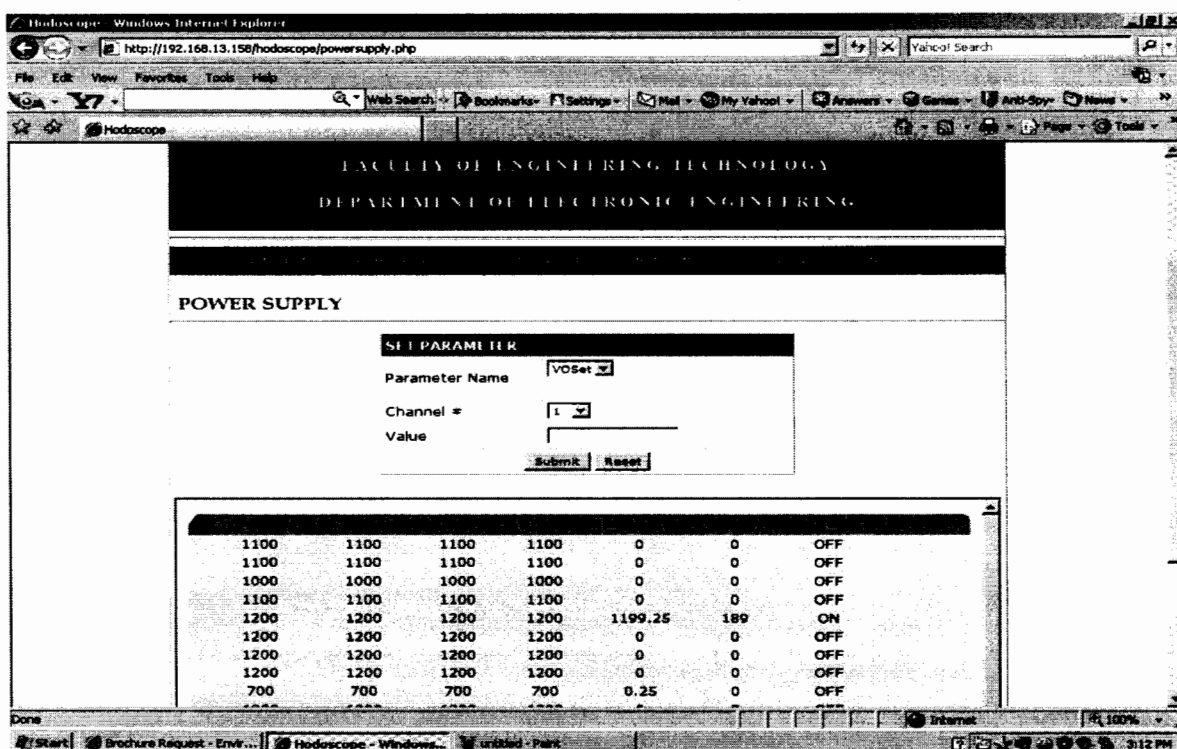 Hodoscope - Windows Internet Explorer
http://192.168.13.158/hodoscope/powersupply.php
Yahoo! Search
File Edit View Favorites Tools Help
Web Search Bookmarks Settings Mail My Yahoo! Answers Games Anti-Spy News
Hodoscope Page Tools
FACULTY OF ENGINEERING TECHNOLOGY
DEPARTMENT OF ELECTRONIC ENGINEERING
POWER SUPPLY
SET PARAMETER
Parameter Name VOSet
Channel # 1
Value
Submit Reset
1100 1100 1100 1100 0 0 OFF
1100 1100 1100 1100 0 0 OFF
1000 1000 1000 1000 0 0 OFF
1100 1100 1100 1100 0 0 OFF
1200 1200 1200 1200 1199.25 189 ON
1200 1200 1200 1200 0 0 OFF
1200 1200 1200 1200 0 0 OFF
1200 1200 1200 1200 0 0 OFF
700 700 700 700 0.25 0 OFF
Done Internet 100%
Start Brochure Request - Envir... Hodoscope - Windows... untitled - Paint 9:12 PM